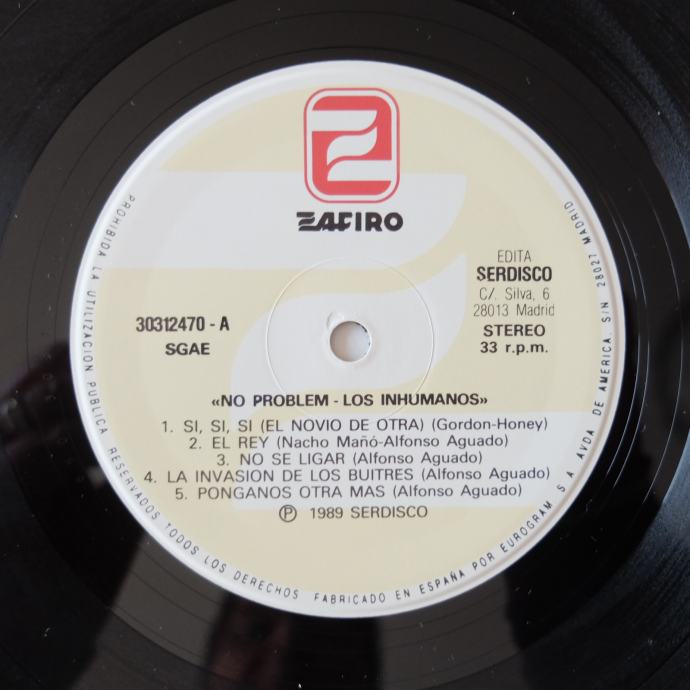 ZAFIRO
EDITA
SERDISCO
C/. Silva, 6
28013 Madrid
STEREO
33 r.p.m.
30312470 - A
SGAE
«NO PROBLEM - LOS INHUMANOS»
1. SI, SI, SI (EL NOVIO DE OTRA) (Gordon-Honey)
2. EL REY (Nacho Mañó-Alfonso Aguado)
3. NO SE LIGAR (Alfonso Aguado)
4. LA INVASION DE LOS BUITRES (Alfonso Aguado)
5. PONGANOS OTRA MAS (Alfonso Aguado)
℗ 1989 SERDISCO
PROHIBIDA LA UTILIZACION PUBLICA RESERVADOS TODOS LOS DERECHOS FABRICADO EN ESPAÑA POR EUROGRAM S A AVDA DE AMERICA, S/N 28027 MADRID